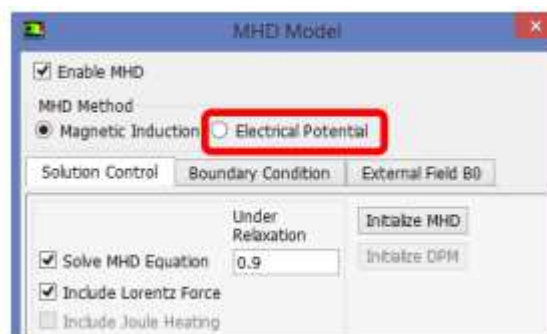 MHD Model
Enable MHD
MHD Method
Magnetic Induction Electrical Potential
Solution Control Boundary Condition External Field B0
Under
Relaxation
Initialize MHD
Solve MHD Equation 0.9
Initialize DPM
Include Lorentz Force
Include Joule Heating